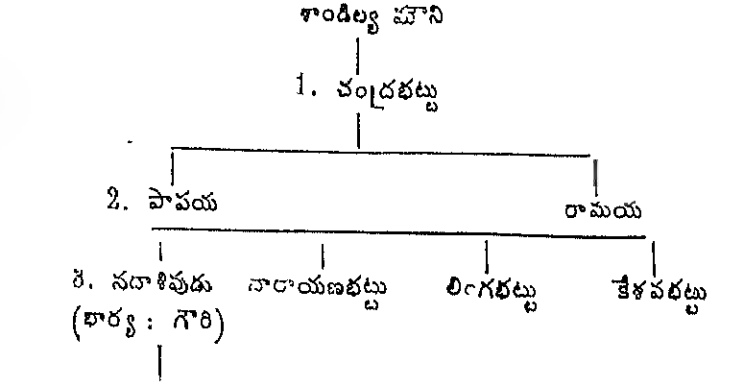 శాండిల్య మౌని
1. చంద్రభట్టు
2. పాపయ రామయ
3. సదాశివుడు నారాయణభట్టు లింగభట్టు కేశవభట్టు
(భార్య : గౌరి)